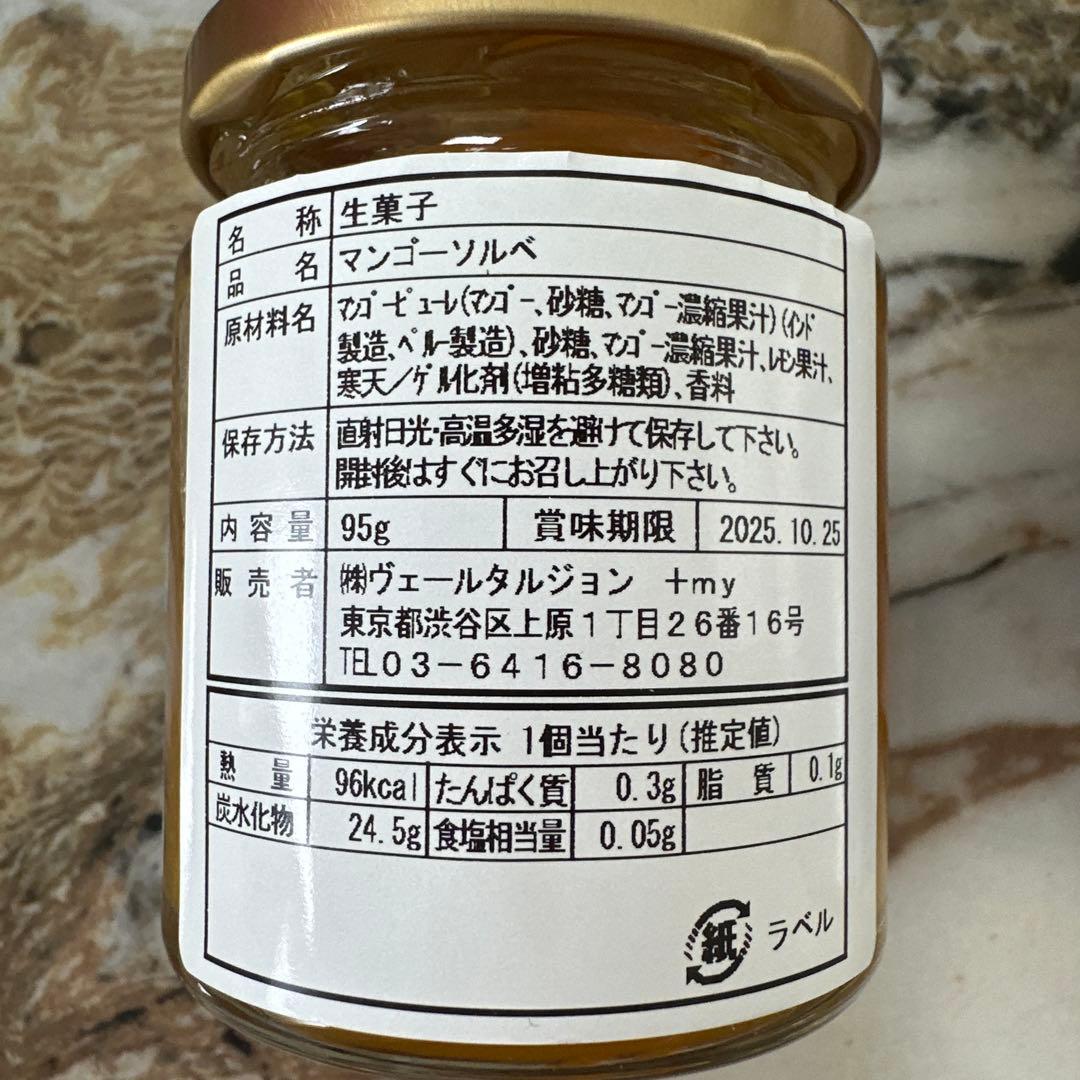 名称 生菓子
品名 マンゴーソルベ
原材料名 ﾏﾝｺﾞｰピューレ(ﾏﾝｺﾞｰ、砂糖、ﾏﾝｺﾞｰ濃縮果汁)(ｲﾝﾄﾞ
製造、ペルー製造)、砂糖、ﾏﾝｺﾞｰ濃縮果汁、ﾚﾓﾝ果汁、
寒天/ゲル化剤(増粘多糖類)、香料
保存方法 直射日光・高温多湿を避けて保存して下さい。
開封後はすぐにお召し上がり下さい。
内容量 95g 賞味期限 2025.10.25
販売者 ㈱ヴェールタルジョン +my
東京都渋谷区上原1丁目26番16号
TEL03-6416-8080
栄養成分表示 1個当たり(推定値)
熱量 96kcal たんぱく質 0.3g 脂質 0.1g
炭水化物 24.5g 食塩相当量 0.05g
紙 ラベル